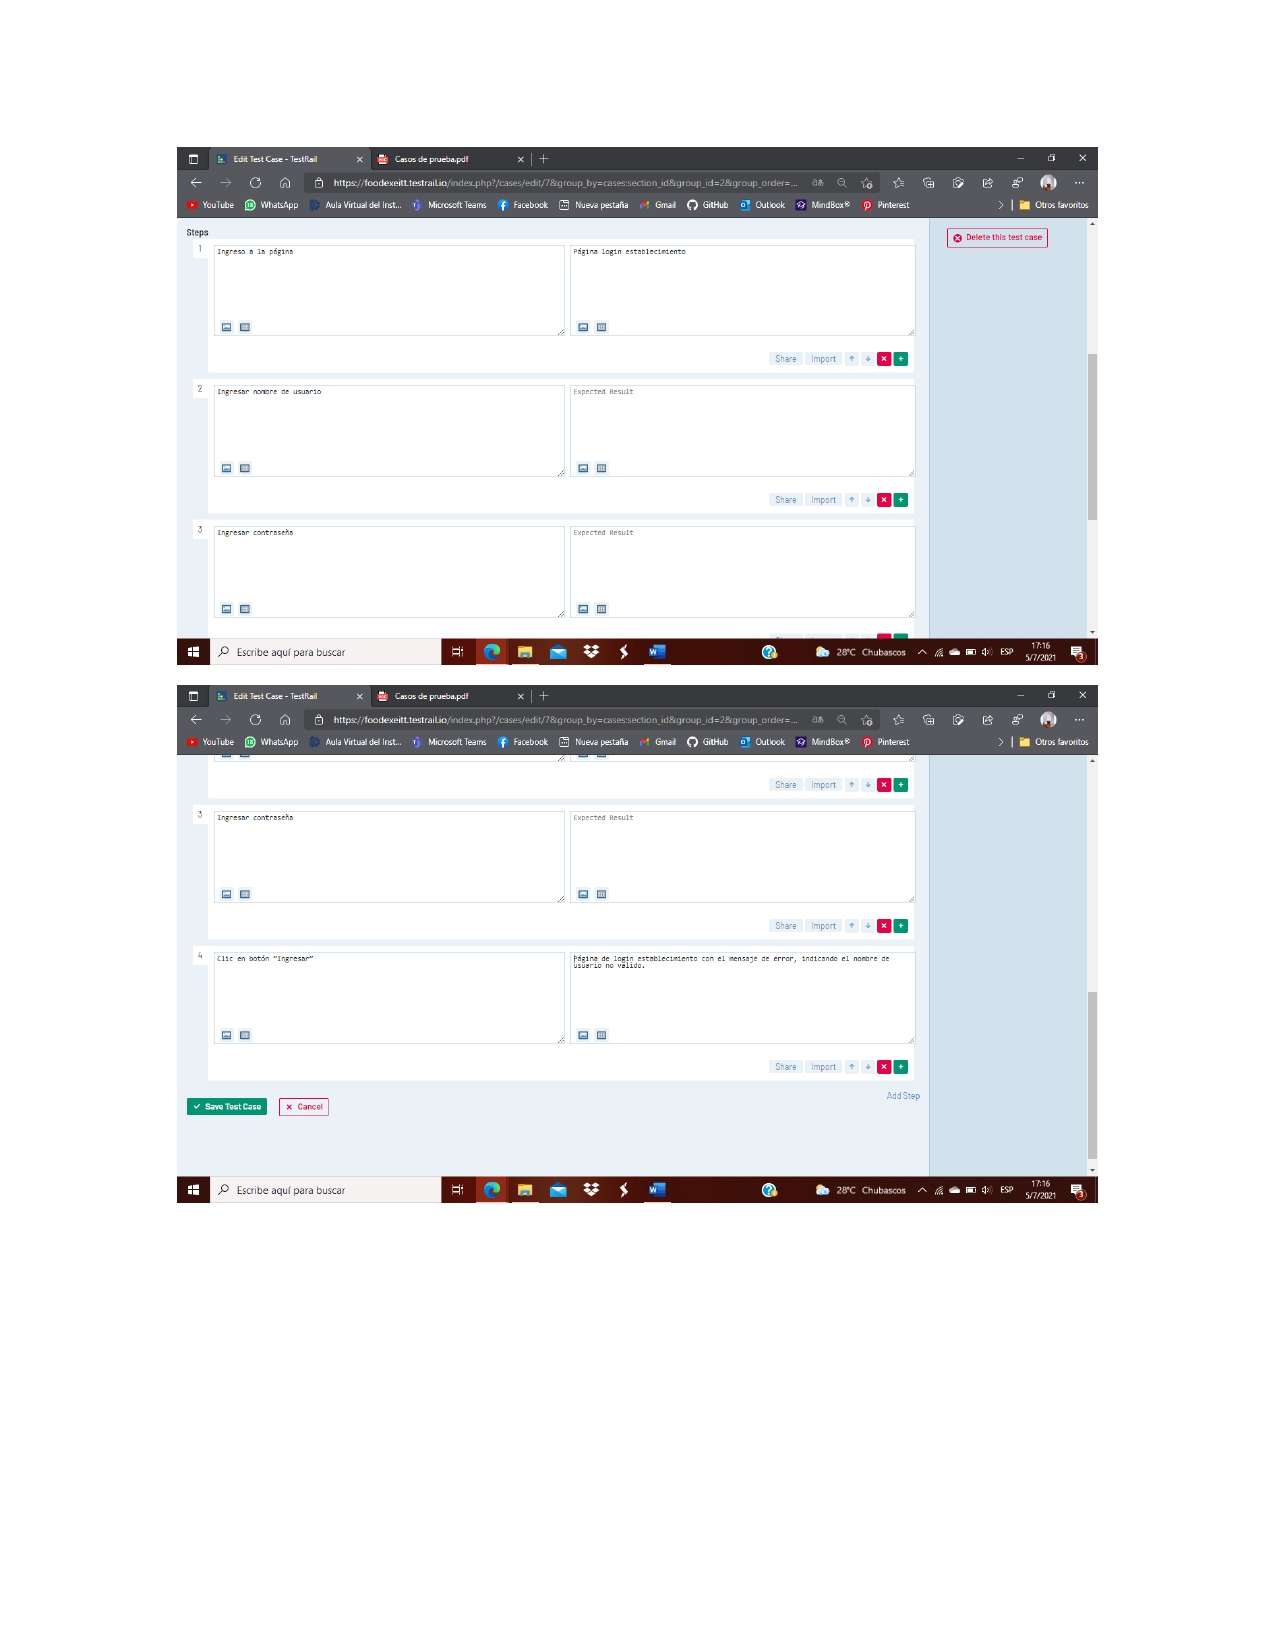 Edit Test Case - TestRail
Casos de prueba.pdf
https://foodexeitt.testrail.io/index.php?/cases/edit/7&group_by=cases:section_id&group_id=2&group_order=...
YouTube WhatsApp Aula Virtual del Inst... Microsoft Teams Facebook Nueva pestaña Gmail GitHub Outlook MindBox® Pinterest Otros favoritos
Steps
Delete this test case
1
Ingreso a la página
Página login establecimiento
Share Import
2
Ingresar nombre de usuario
Expected Result
Share Import
3
Ingresar contraseña
Expected Result
Escribe aquí para buscar
28°C Chubascos
ESP
17:16
5/7/2021
3
Edit Test Case - TestRail
Casos de prueba.pdf
https://foodexeitt.testrail.io/index.php?/cases/edit/7&group_by=cases:section_id&group_id=2&group_order=...
YouTube WhatsApp Aula Virtual del Inst... Microsoft Teams Facebook Nueva pestaña Gmail GitHub Outlook MindBox® Pinterest Otros favoritos
Share Import
3
Ingresar contraseña
Expected Result
Share Import
4
Clic en botón “Ingresar”
Página de login establecimiento con el mensaje de error, indicando el nombre de
usuario no válido.
Share Import
Add Step
Save Test Case
Cancel
Escribe aquí para buscar
28°C Chubascos
ESP
17:16
5/7/2021
3